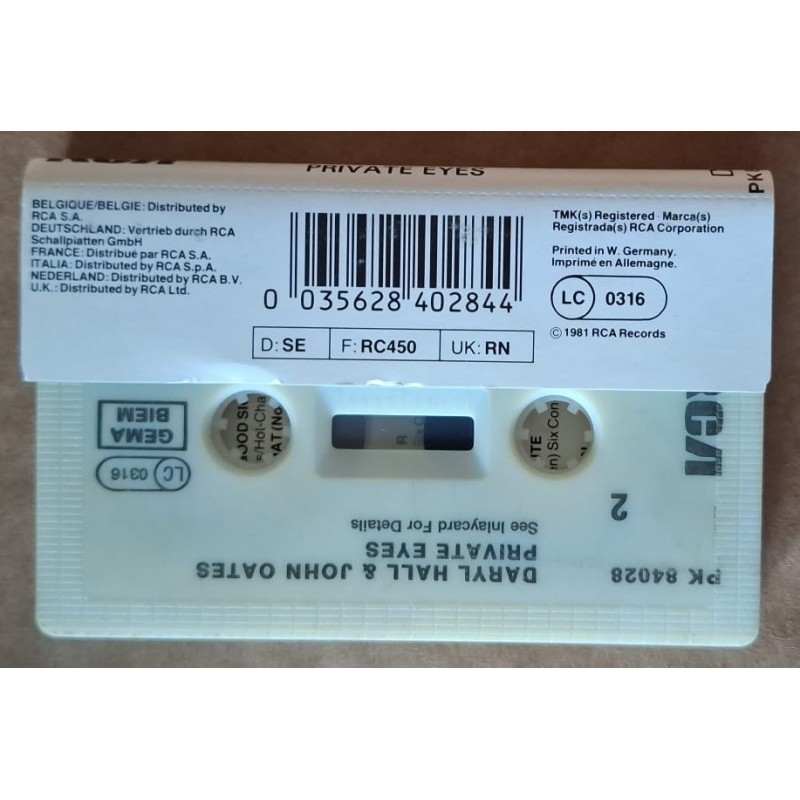 RCA
PRIVATE EYES
PK
BELGIQUE/BELGIE: Distributed by
RCA S.A.
DEUTSCHLAND: Vertrieb durch RCA
Schallplatten GmbH
FRANCE: Distribué par RCA S.A.
ITALIA: Distributed by RCA S.p.A.
NEDERLAND: Distributed by RCA B.V.
U.K.: Distributed by RCA Ltd.
0 035628 402844
D: SE F: RC450 UK: RN
TMK(s) Registered · Marca(s)
Registrada(s) RCA Corporation
Printed in W. Germany.
Imprimé en Allemagne.
LC 0316
© 1981 RCA Records
PK 84028
DARYL HALL & JOHN OATES
PRIVATE EYES
See Inlaycard For Details
2
LC 0316
GEMA
BIEM
RCA